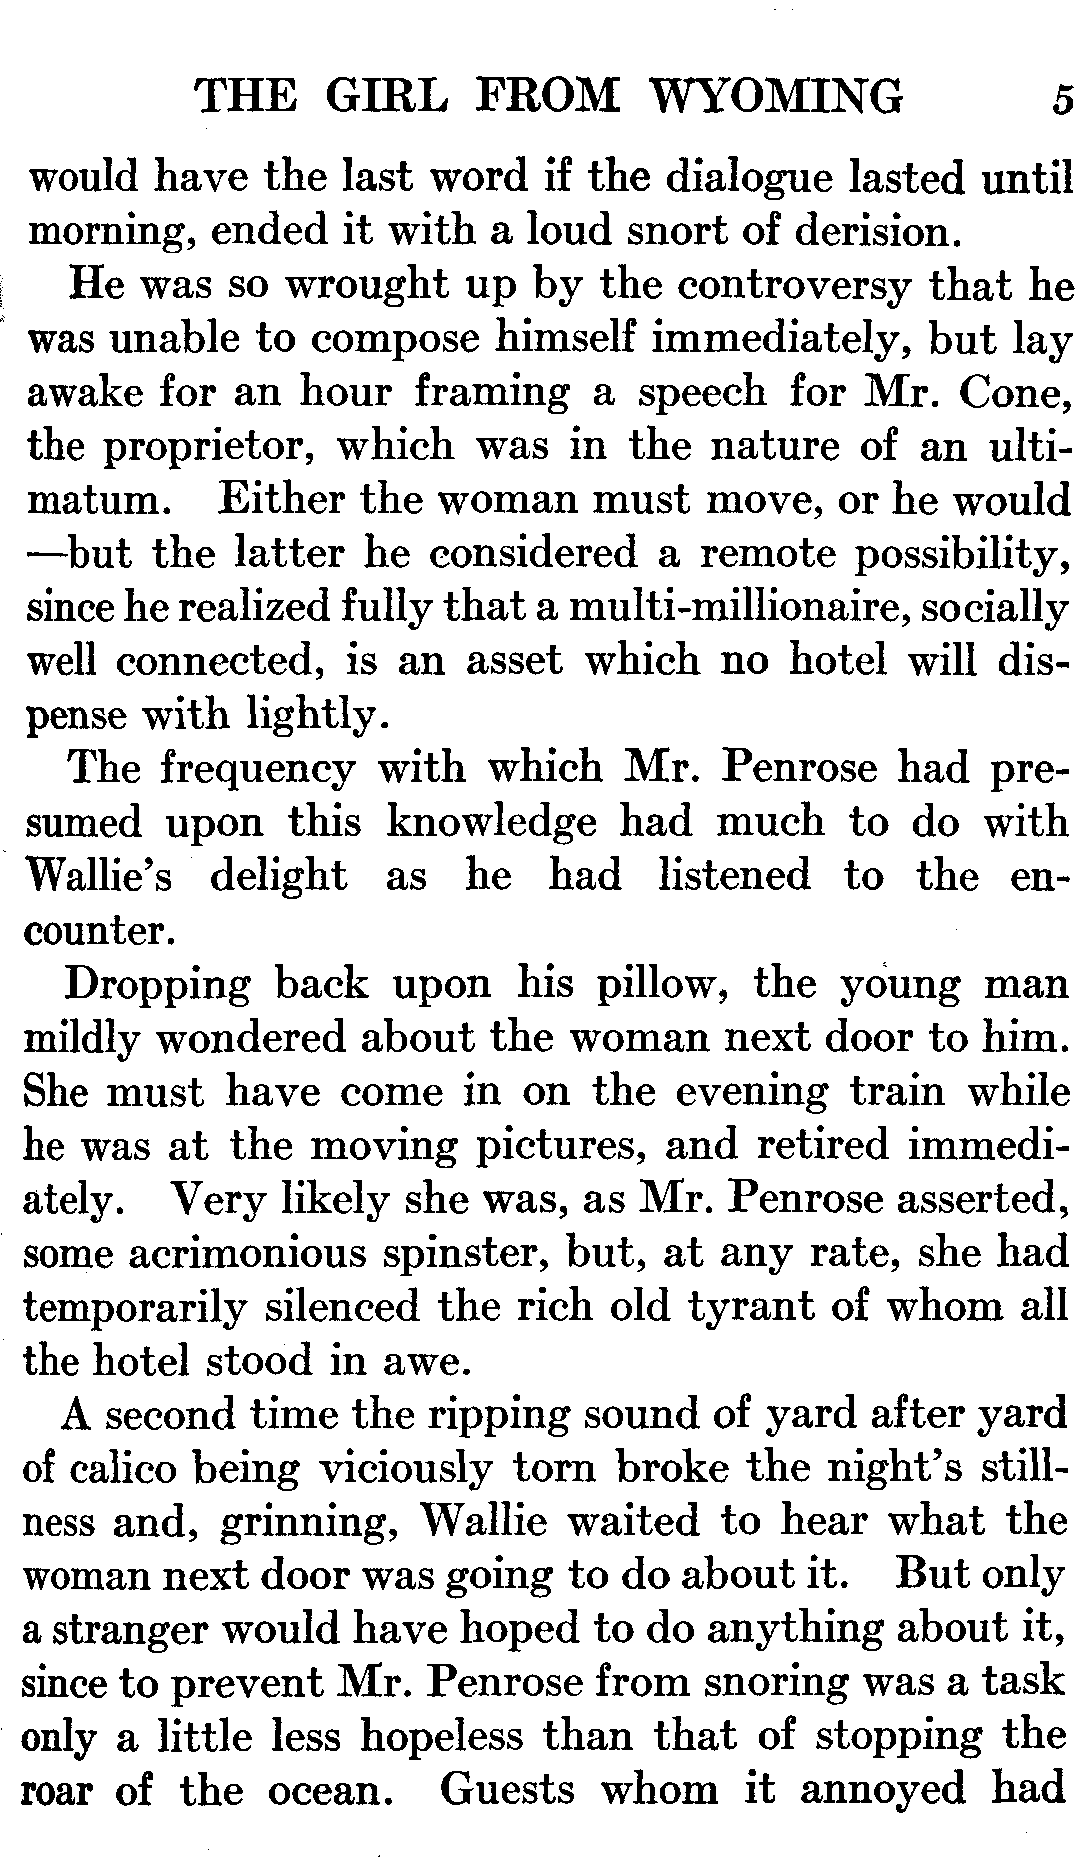 THE GIRL FROM WYOMING 5
would have the last word if the dialogue lasted until
morning, ended it with a loud snort of derision.
He was so wrought up by the controversy that he
was unable to compose himself immediately, but lay
awake for an hour framing a speech for Mr. Cone,
the proprietor, which was in the nature of an ulti-
matum. Either the woman must move, or he would
—but the latter he considered a remote possibility,
since he realized fully that a multi-millionaire, socially
well connected, is an asset which no hotel will dis-
pense with lightly.
The frequency with which Mr. Penrose had pre-
sumed upon this knowledge had much to do with
Wallie's delight as he had listened to the en-
counter.
Dropping back upon his pillow, the young man
mildly wondered about the woman next door to him.
She must have come in on the evening train while
he was at the moving pictures, and retired immedi-
ately. Very likely she was, as Mr. Penrose asserted,
some acrimonious spinster, but, at any rate, she had
temporarily silenced the rich old tyrant of whom all
the hotel stood in awe.
A second time the ripping sound of yard after yard
of calico being viciously torn broke the night's still-
ness and, grinning, Wallie waited to hear what the
woman next door was going to do about it. But only
a stranger would have hoped to do anything about it,
since to prevent Mr. Penrose from snoring was a task
only a little less hopeless than that of stopping the
roar of the ocean. Guests whom it annoyed had